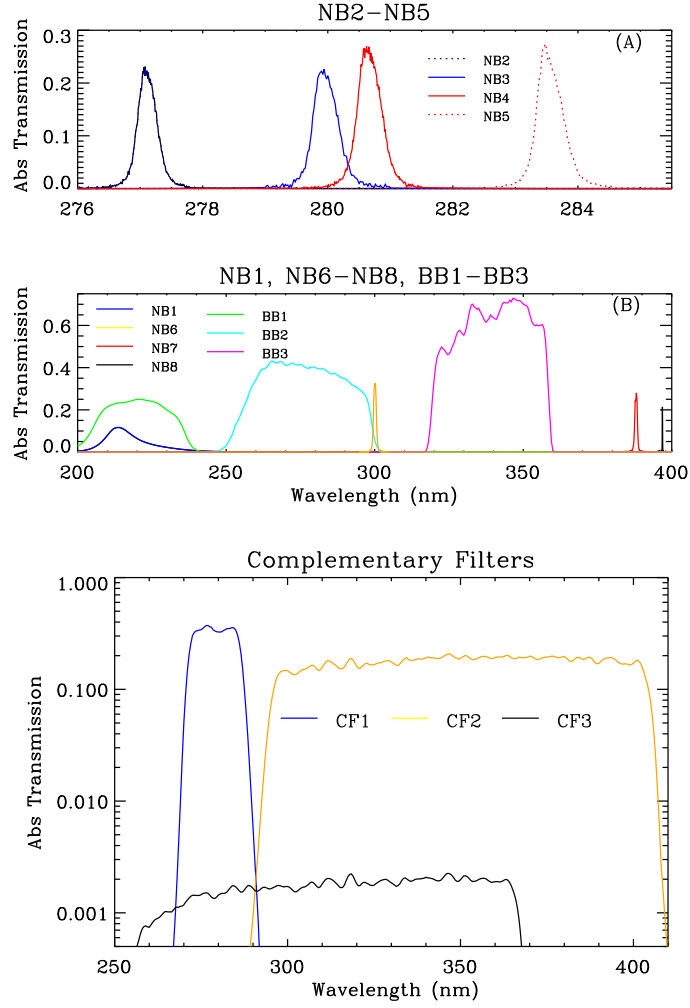 NB2−NB5
Abs Transmission
0.3
0.2
0.1
0.0
(A)
NB2
NB3
NB4
NB5
276
278
280
282
284
NB1, NB6−NB8, BB1−BB3
Abs Transmission
0.6
0.4
0.2
0.0
(B)
NB1
NB6
NB7
NB8
BB1
BB2
BB3
200
250
300
350
400
Wavelength (nm)
Complementary Filters
Abs Transmission
1.000
0.100
0.010
0.001
CF1
CF2
CF3
250
300
350
400
Wavelength (nm)